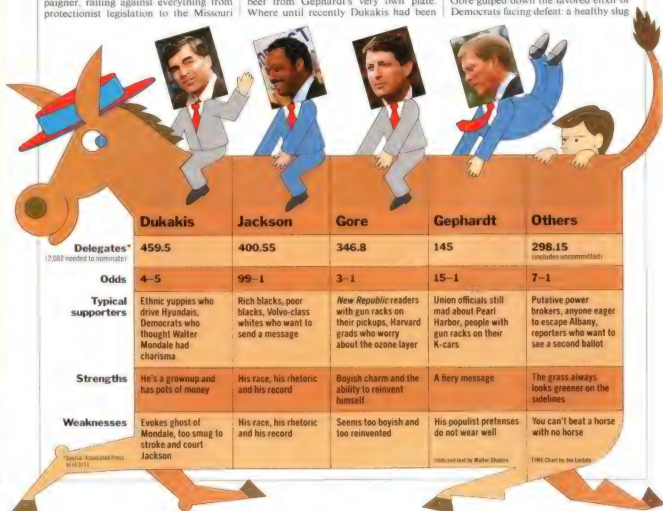 paigner, railing against everything from
protectionist legislation to the Missouri
beer from Gephardt's very own plate.
Where until recently Dukakis had been
Gore gulped down the favored elixir of
Democrats facing defeat: a healthy slug
Dukakis
Jackson
Gore
Gephardt
Others
Delegates*
(2,082 needed to nominate)
459.5
400.55
346.8
145
298.15
(includes uncommitted)
Odds
4–5
99–1
3–1
15–1
7–1
Typical
supporters
Ethnic yuppies who
drive Hyundais,
Democrats who
thought Walter
Mondale had
charisma
Rich blacks, poor
blacks, Volvo-class
whites who want to
send a message
New Republic readers
with gun racks on
their pickups, Harvard
grads who worry
about the ozone layer
Union officials still
mad about Pearl
Harbor, people with
gun racks on their
K-cars
Putative power
brokers, anyone eager
to escape Albany,
reporters who want to
see a second ballot
Strengths
He's a grownup and
has pots of money
His race, his rhetoric
and his record
Boyish charm and the
ability to reinvent
himself
A fiery message
The grass always
looks greener on the
sidelines
Weaknesses
Evokes ghost of
Mondale, too smug to
stroke and court
Jackson
His race, his rhetoric
and his record
Seems too boyish and
too reinvented
His populist pretenses
do not wear well
You can't beat a horse
with no horse
*Source: Associated Press
as of 3/11
Odds and text by Walter Shapiro
TIME Chart by Joe Lertola